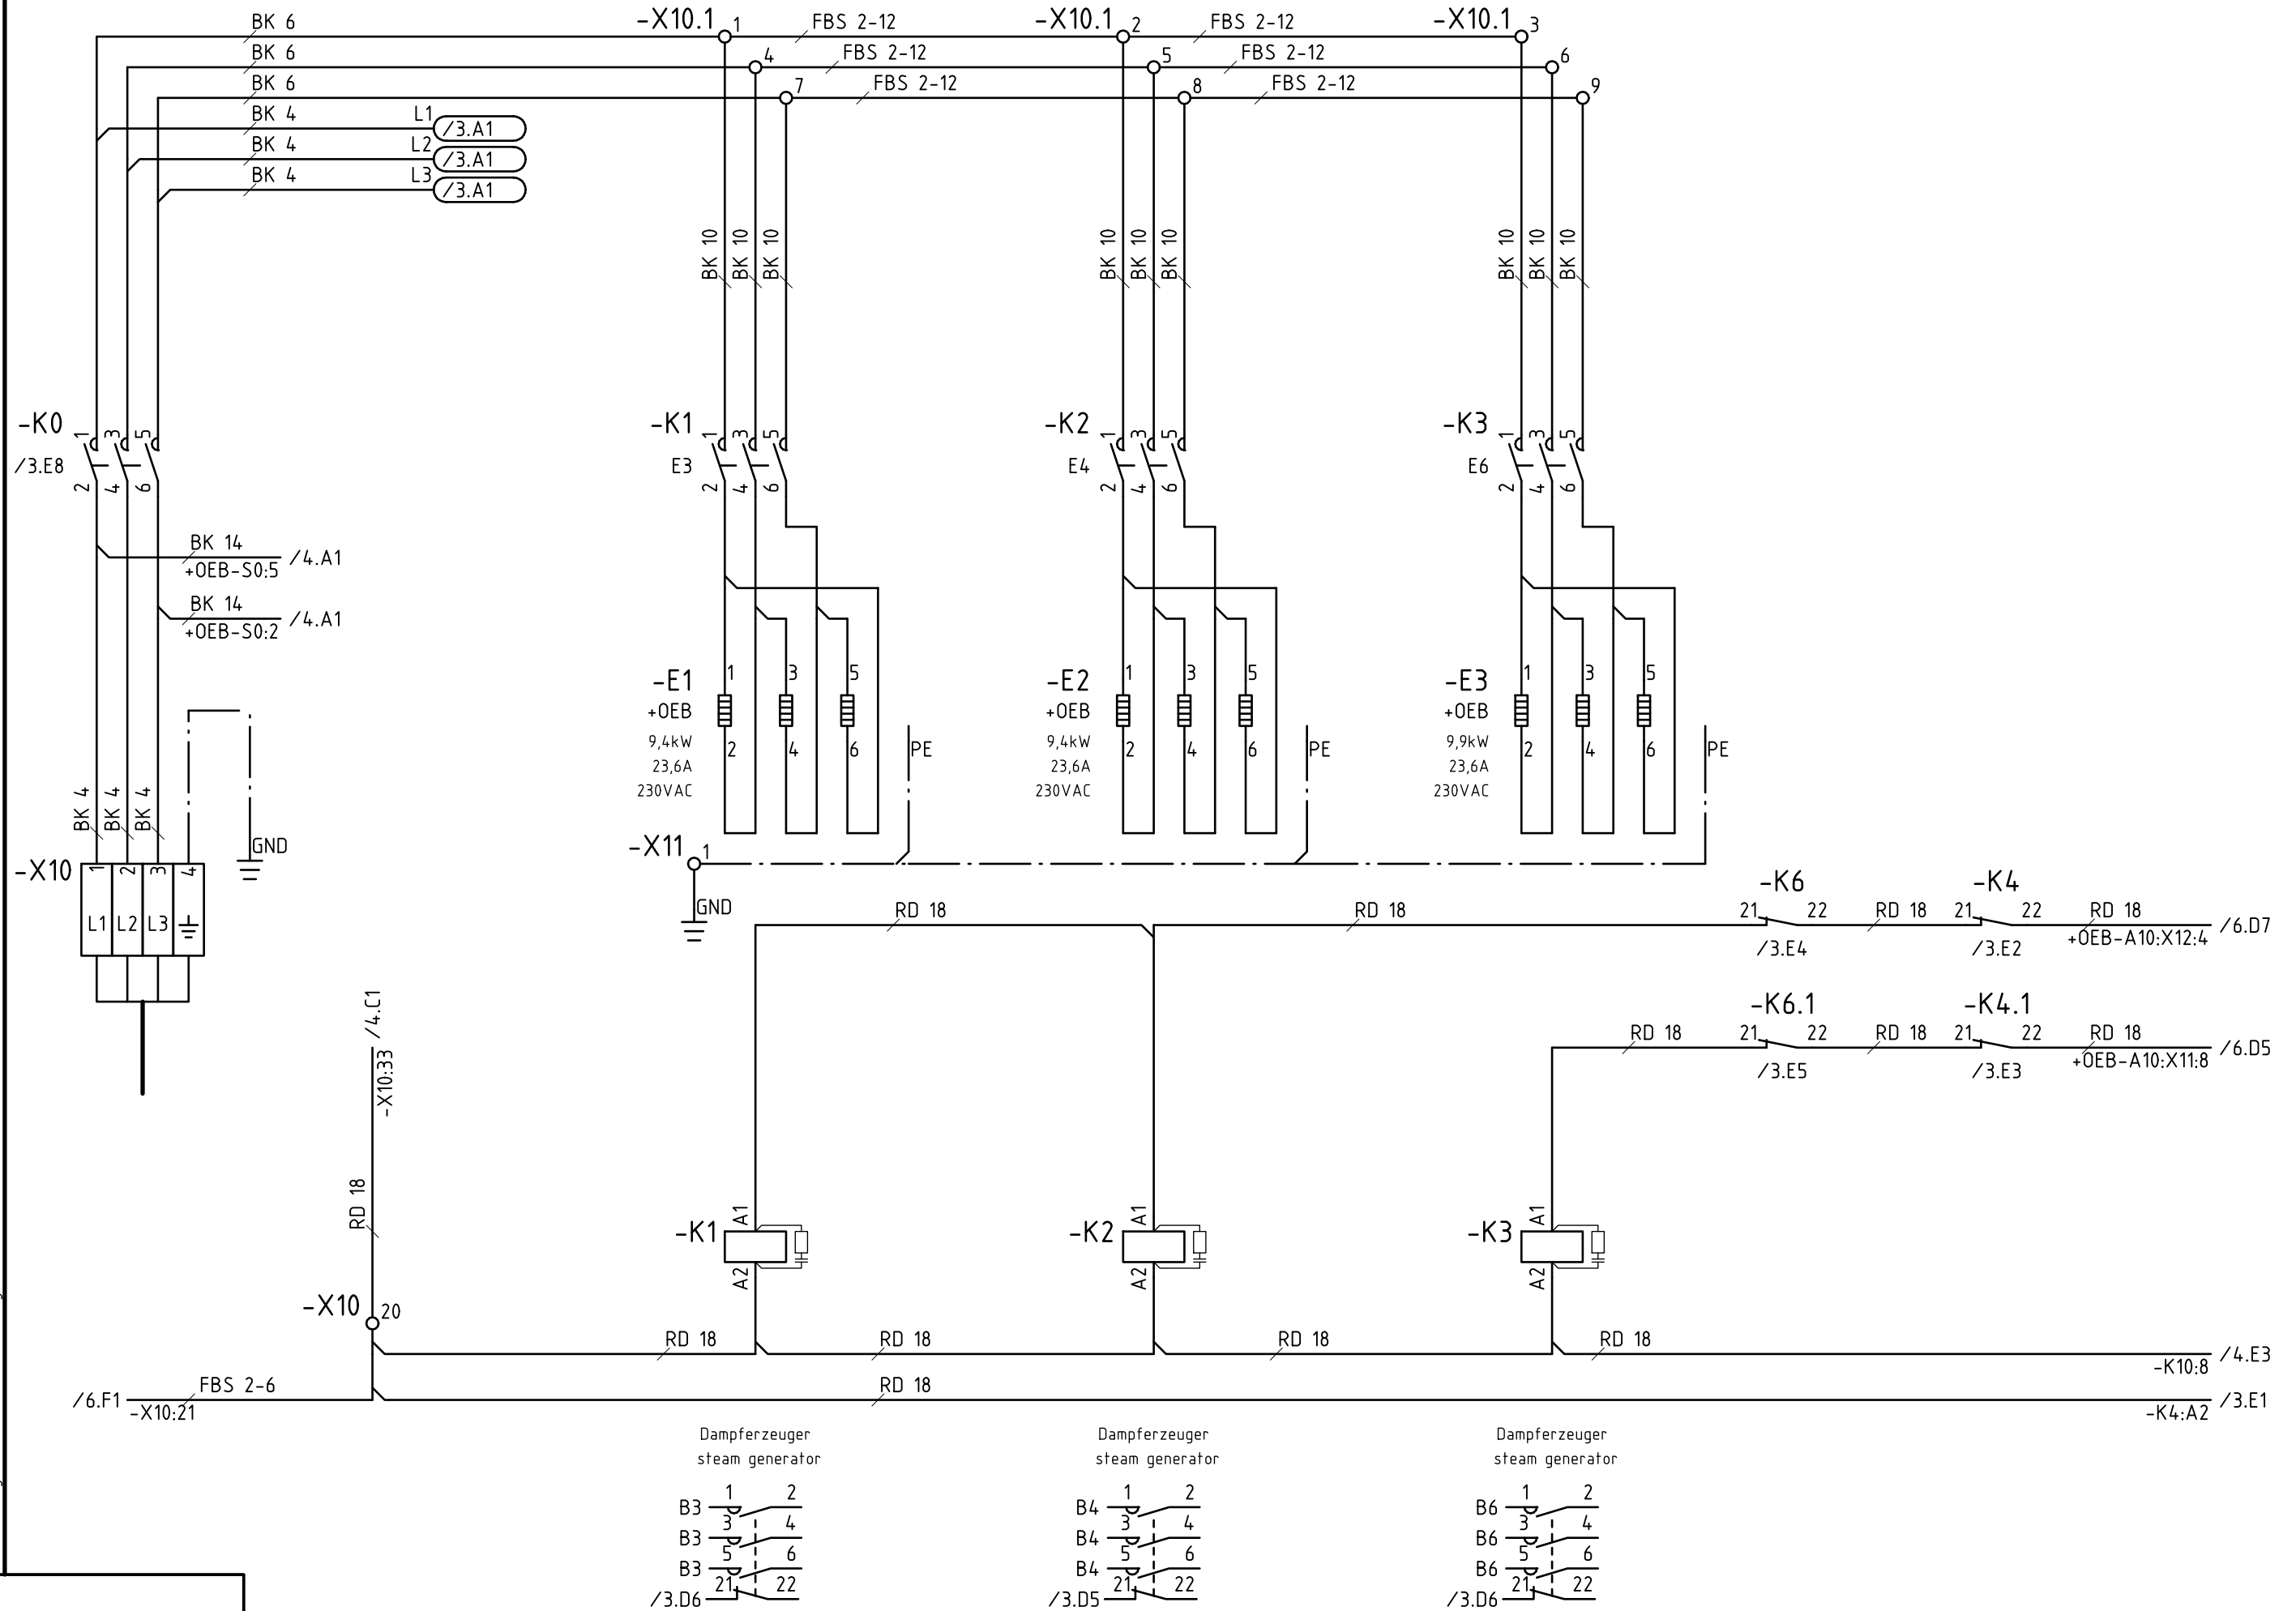 BK 6
-X10.1 1
FBS 2-12
-X10.1 2
FBS 2-12
-X10.1 3
BK 6
4
FBS 2-12
5
FBS 2-12
6
BK 6
7
FBS 2-12
8
FBS 2-12
9
BK 4
L1
/3.A1
BK 4
L2
/3.A1
BK 4
L3
/3.A1
BK 10
BK 10
BK 10
BK 10
BK 10
BK 10
BK 10
BK 10
BK 10
-K0
1
3
5
/3.E8
2
4
6
-K1
1
3
5
E3
2
4
6
-K2
1
3
5
E4
2
4
6
-K3
1
3
5
E6
2
4
6
BK 14
/4.A1
+0EB-S0:5
BK 14
/4.A1
+0EB-S0:2
-E1
1
3
5
+0EB
9,4kW
2
4
6
23,6A
230VAC
PE
-E2
1
3
5
+0EB
9,4kW
2
4
6
23,6A
230VAC
PE
-E3
1
3
5
+0EB
9,9kW
2
4
6
23,6A
230VAC
PE
BK 4
BK 4
BK 4
GND
-X10
1
2
3
4
L1
L2
L3
-X11
1
GND
RD 18
RD 18
-K6
21
22
/3.E4
RD 18
-K4
21
22
/3.E2
RD 18
+0EB-A10:X12:4
/6.D7
RD 18
-K6.1
21
22
/3.E5
RD 18
-K4.1
21
22
/3.E3
RD 18
+0EB-A10:X11:8
/6.D5
/4.C1
-X10:33
RD 18
-X10
20
-K1
A1
A2
-K2
A1
A2
-K3
A1
A2
RD 18
RD 18
RD 18
RD 18
/4.E3
-K10:8
/6.F1
FBS 2-6
-X10:21
RD 18
/3.E1
-K4:A2
Dampferzeuger
steam generator
B3
1
2
B3
3
4
B3
5
6
/3.D6
21
22
Dampferzeuger
steam generator
B4
1
2
B4
3
4
B4
5
6
/3.D5
21
22
Dampferzeuger
steam generator
B6
1
2
B6
3
4
B6
5
6
/3.D6
21
22